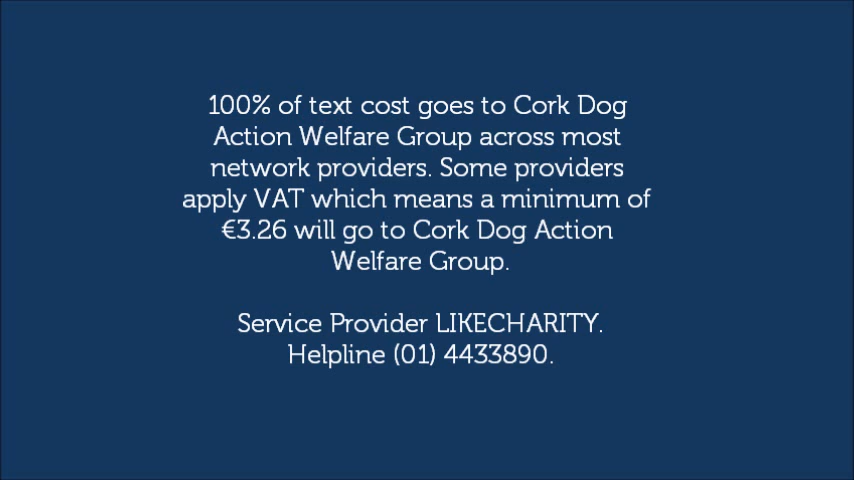 100% of text cost goes to Cork Dog
Action Welfare Group across most
network providers. Some providers
apply VAT which means a minimum of
€3.26 will go to Cork Dog Action
Welfare Group.
Service Provider LIKECHARITY.
Helpline (01) 4433890.